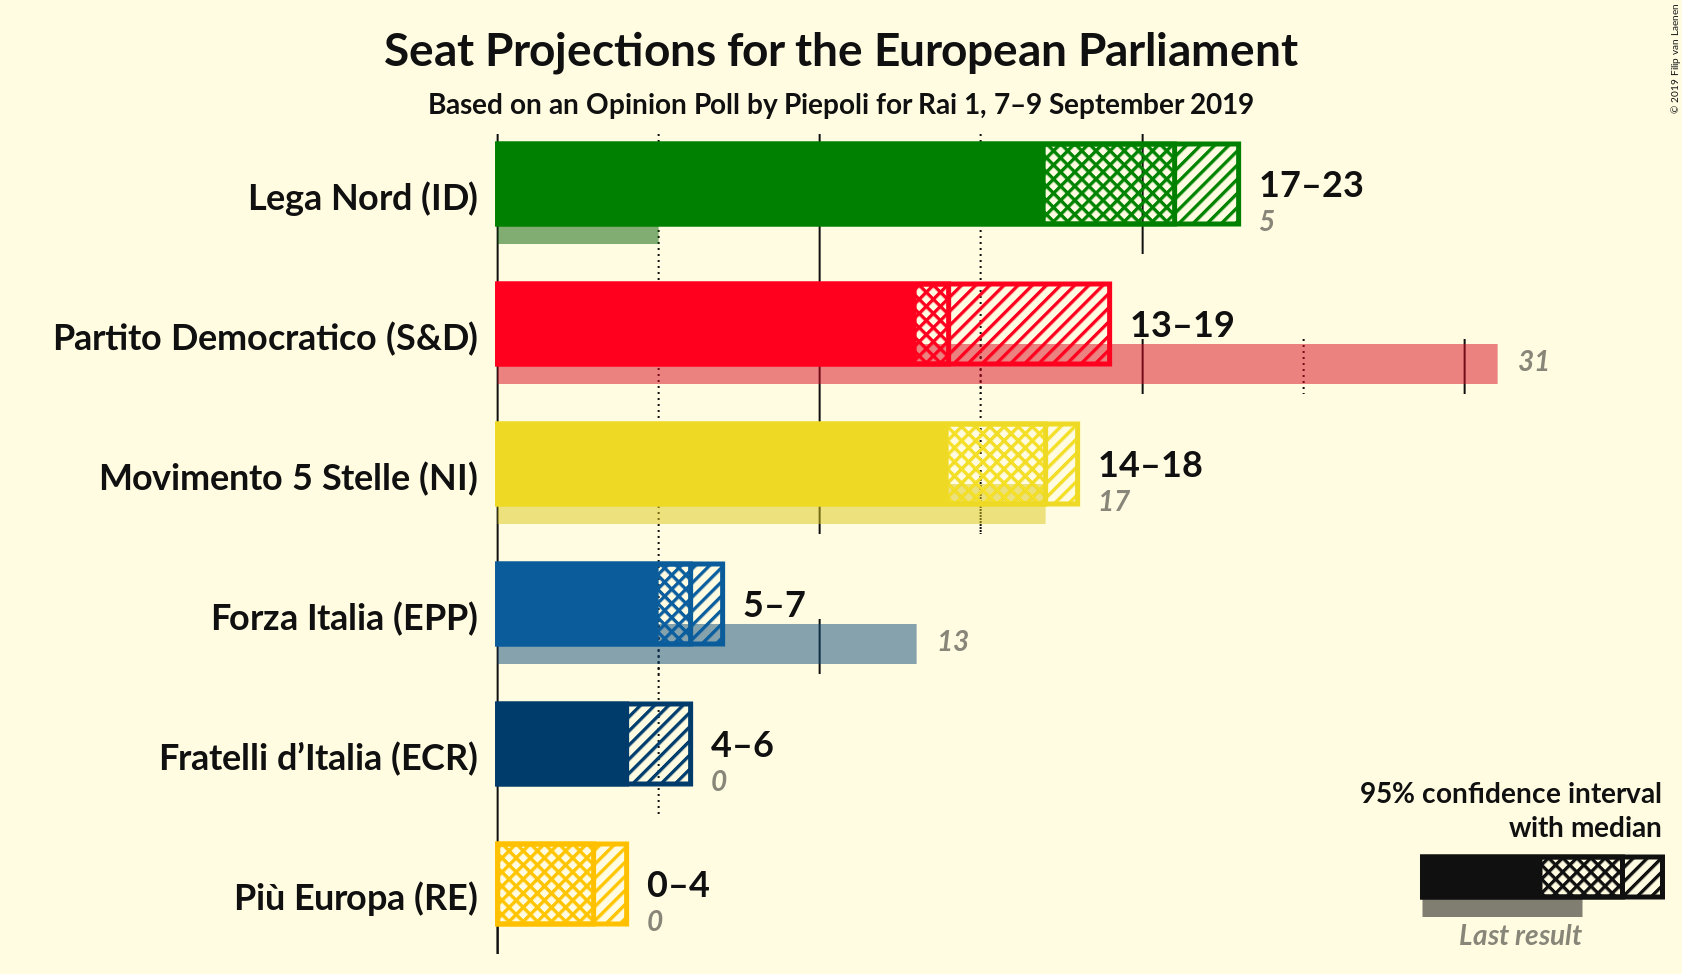 Seat Projections for the European Parliament
Based on an Opinion Poll by Piepoli for Rai 1, 7–9 September 2019
© 2019 Filip van Laenen
Lega Nord (ID)
17–23
5
Partito Democratico (S&D)
13–19
31
Movimento 5 Stelle (NI)
14–18
17
Forza Italia (EPP)
5–7
13
Fratelli d’Italia (ECR)
4–6
0
Più Europa (RE)
0–4
0
95% confidence interval
with median
Last result